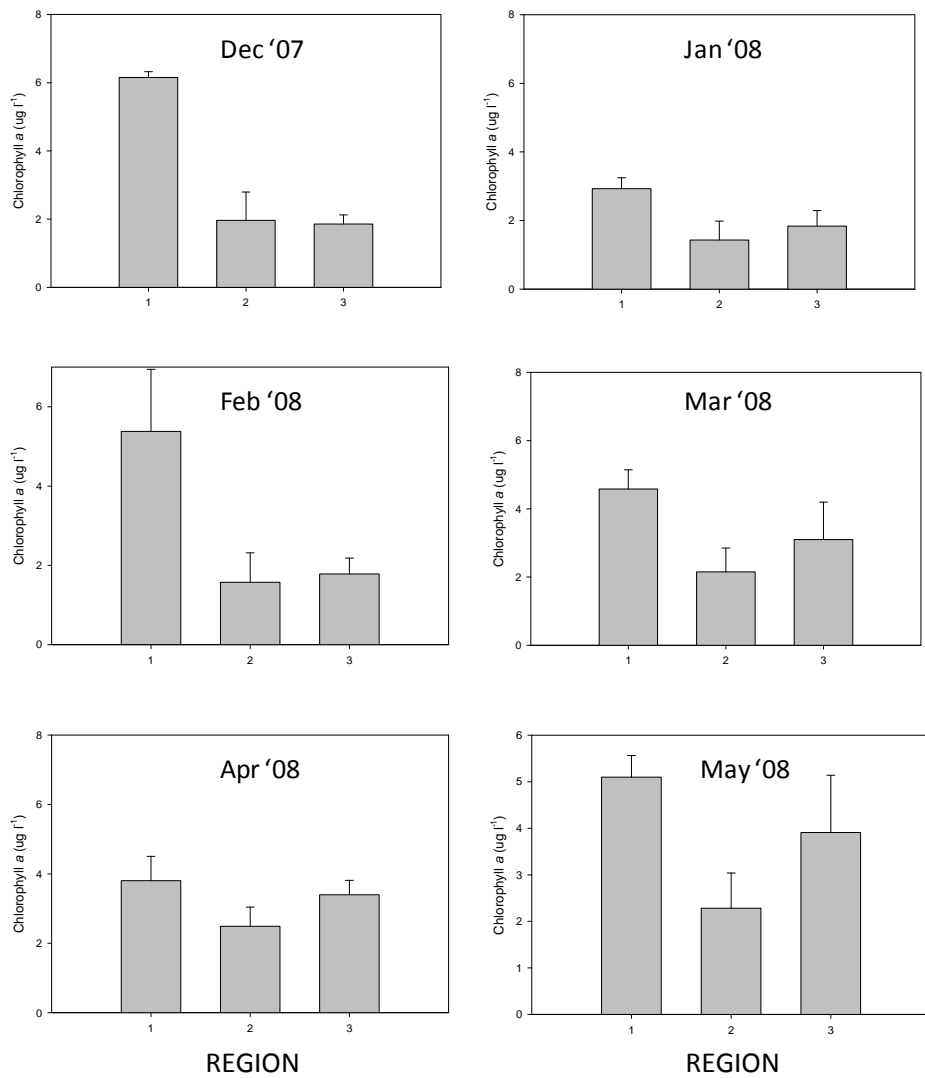 Dec ‘07
Chlorophyll a (ug l⁻¹)
8
6
4
2
0
1 2 3
Jan ‘08
Chlorophyll a (ug l⁻¹)
8
6
4
2
0
1 2 3
Feb ‘08
Chlorophyll a (ug l⁻¹)
6
4
2
0
1 2 3
Mar ‘08
Chlorophyll a (ug l⁻¹)
8
6
4
2
0
1 2 3
Apr ‘08
Chlorophyll a (ug l⁻¹)
8
6
4
2
0
1 2 3
REGION
May ‘08
Chlorophyll a (ug l⁻¹)
6
5
4
3
2
1
0
1 2 3
REGION